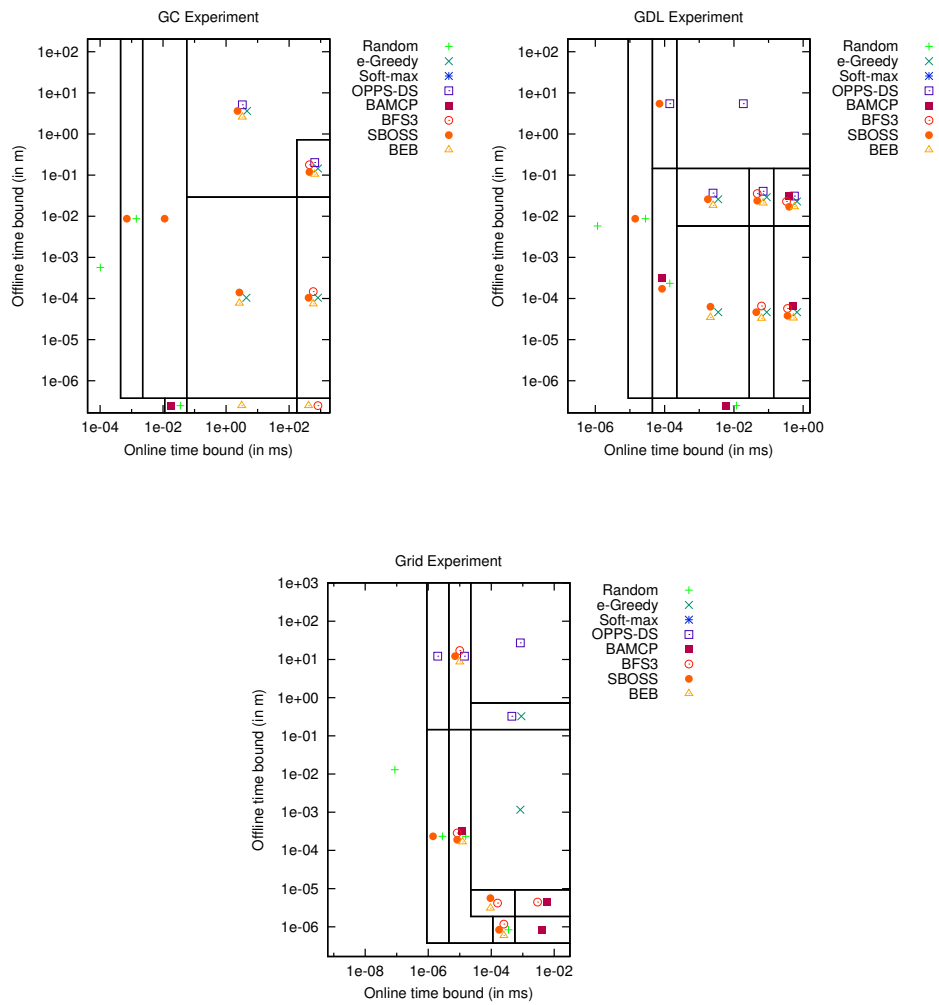 GC Experiment
Offline time bound (in m)
1e+02
1e+01
1e+00
1e-01
1e-02
1e-03
1e-04
1e-05
1e-06
1e-04 1e-02 1e+00 1e+02
Online time bound (in ms)
Random
e-Greedy
Soft-max
OPPS-DS
BAMCP
BFS3
SBOSS
BEB
GDL Experiment
Offline time bound (in m)
1e+02
1e+01
1e+00
1e-01
1e-02
1e-03
1e-04
1e-05
1e-06
1e-06 1e-04 1e-02 1e+00
Online time bound (in ms)
Random
e-Greedy
Soft-max
OPPS-DS
BAMCP
BFS3
SBOSS
BEB
Grid Experiment
Offline time bound (in m)
1e+03
1e+02
1e+01
1e+00
1e-01
1e-02
1e-03
1e-04
1e-05
1e-06
1e-08 1e-06 1e-04 1e-02
Online time bound (in ms)
Random
e-Greedy
Soft-max
OPPS-DS
BAMCP
BFS3
SBOSS
BEB